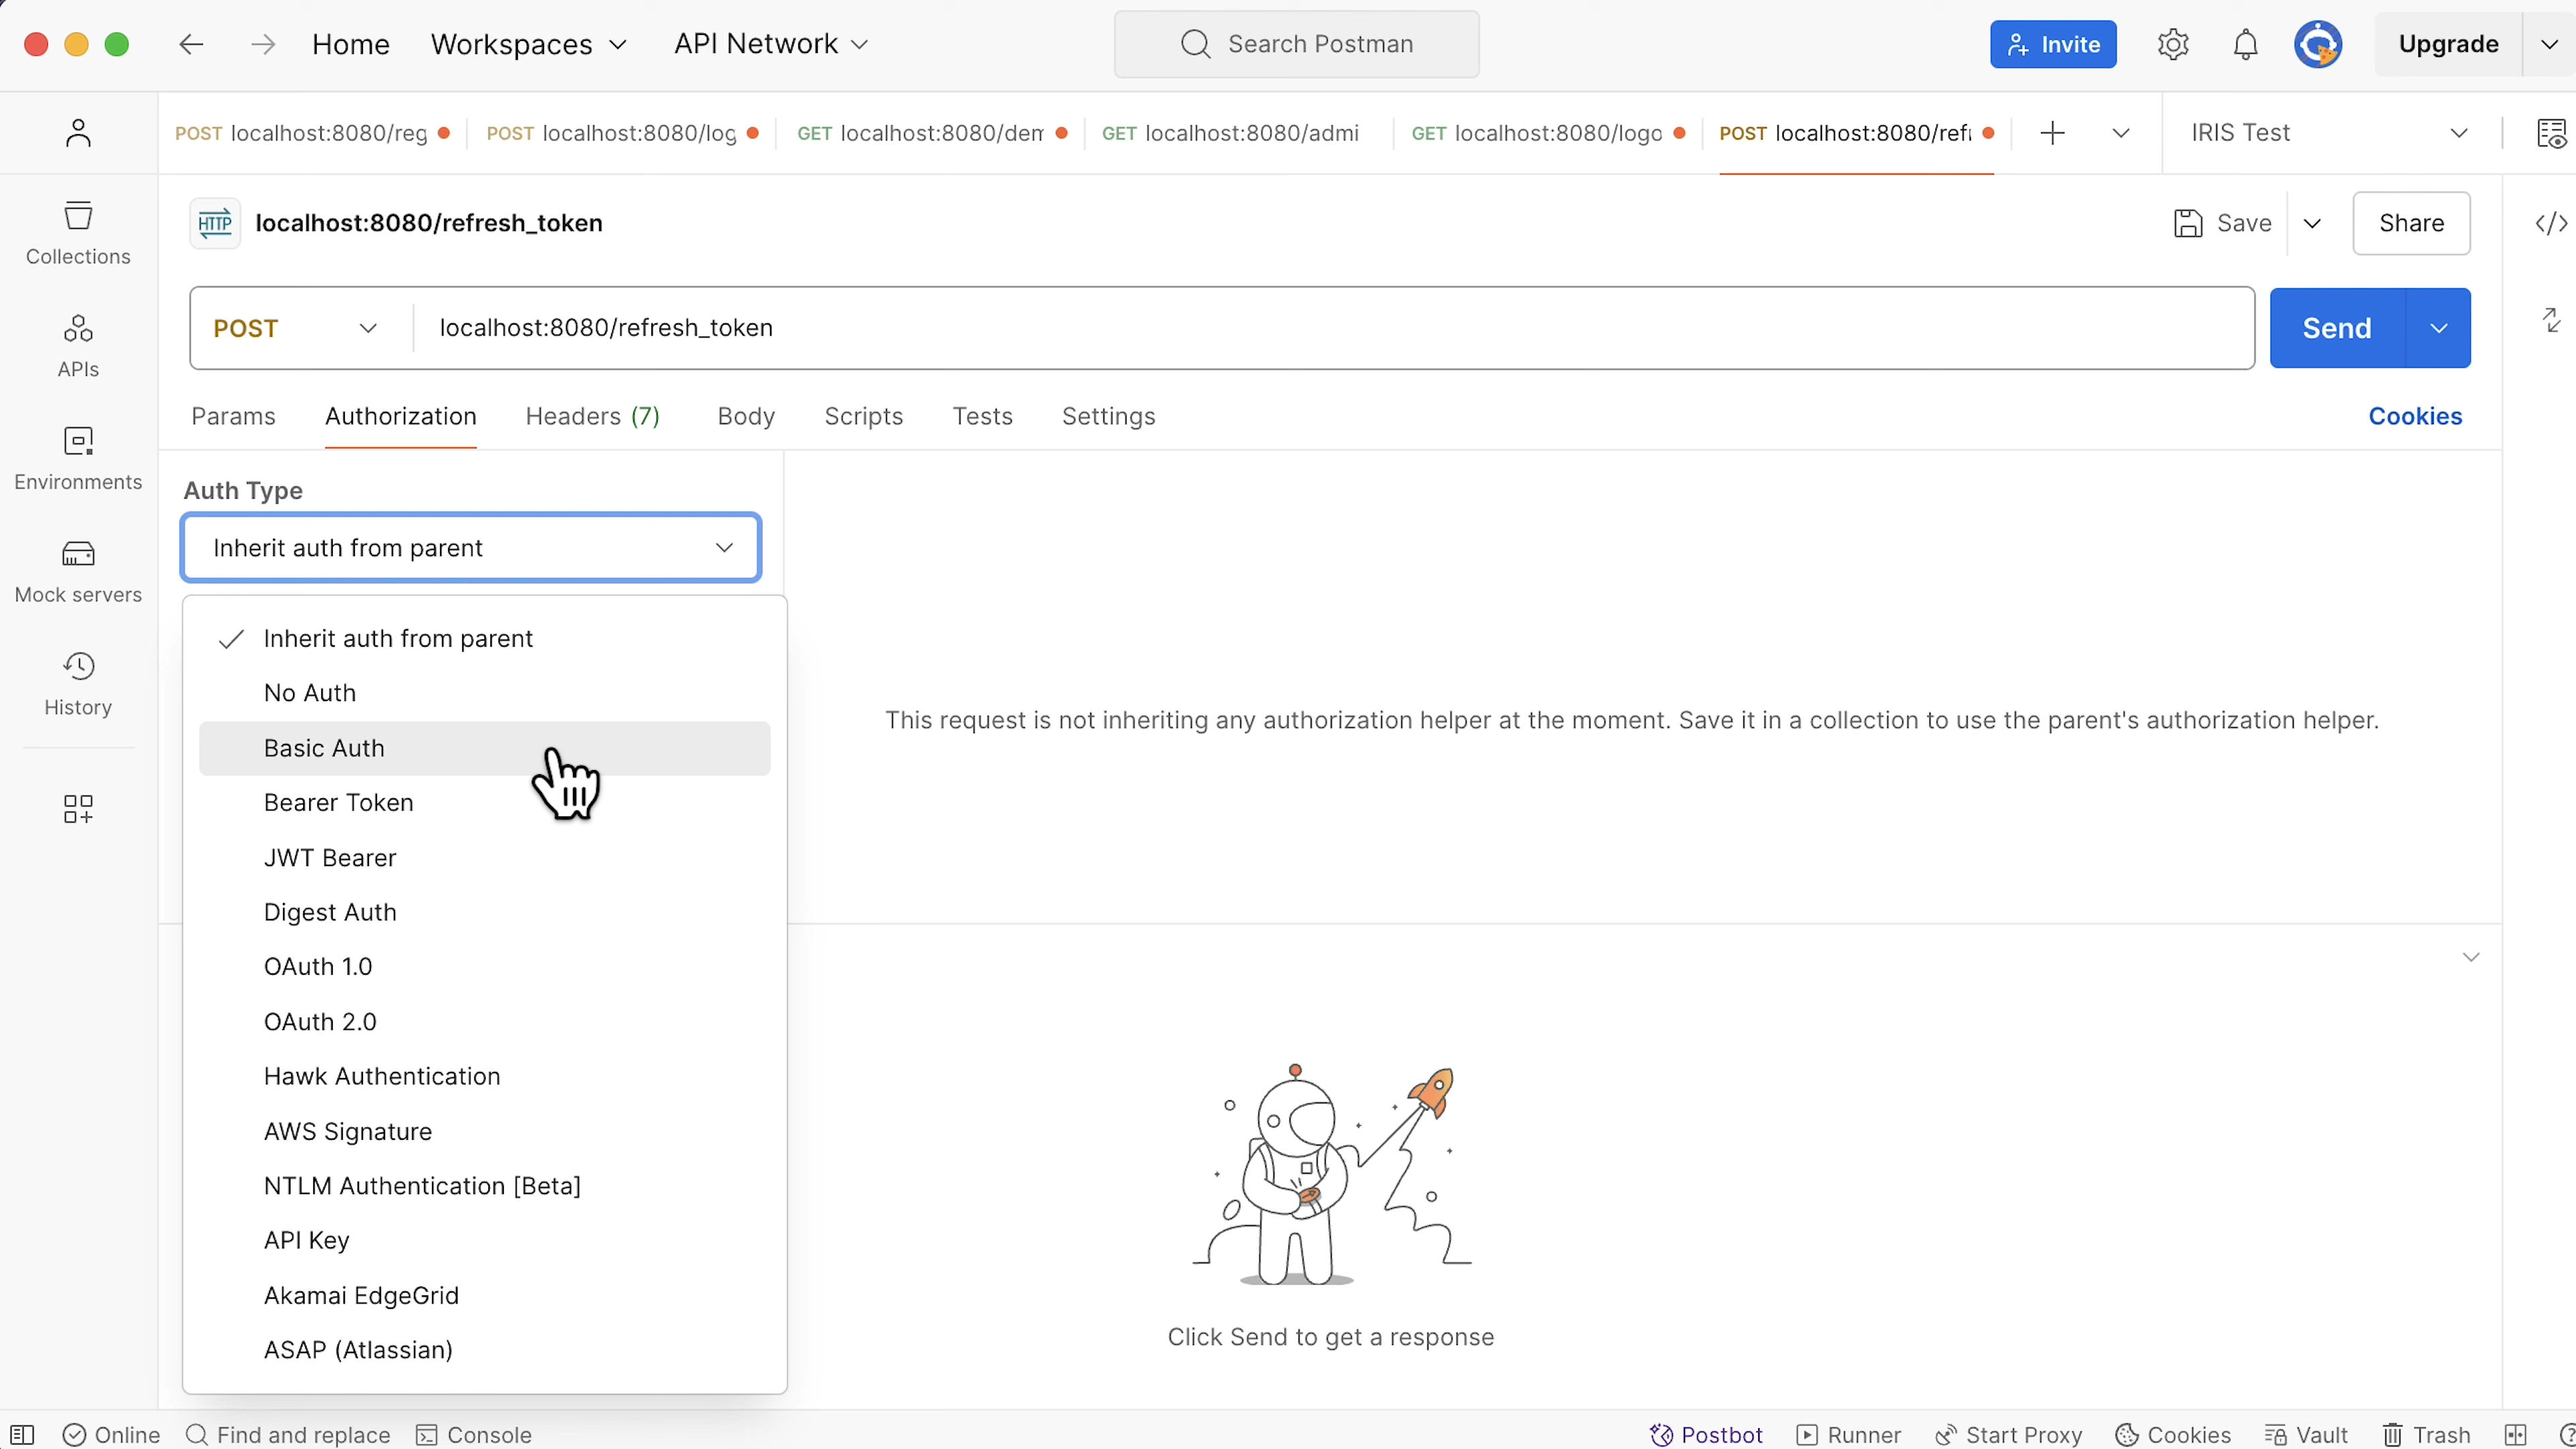 Home Workspaces API Network Search Postman Invite Upgrade
POST localhost:8080/reg POST localhost:8080/log GET localhost:8080/dem GET localhost:8080/admi GET localhost:8080/logo POST localhost:8080/ref IRIS Test
HTTP localhost:8080/refresh_token Save Share
Collections
APIs
Environments
Mock servers
History
POST localhost:8080/refresh_token Send
Params Authorization Headers (7) Body Scripts Tests Settings Cookies
Auth Type
Inherit auth from parent
Inherit auth from parent
No Auth
Basic Auth
Bearer Token
JWT Bearer
Digest Auth
OAuth 1.0
OAuth 2.0
Hawk Authentication
AWS Signature
NTLM Authentication [Beta]
API Key
Akamai EdgeGrid
ASAP (Atlassian)
This request is not inheriting any authorization helper at the moment. Save it in a collection to use the parent's authorization helper.
Click Send to get a response
Online Find and replace Console Postbot Runner Start Proxy Cookies Vault Trash